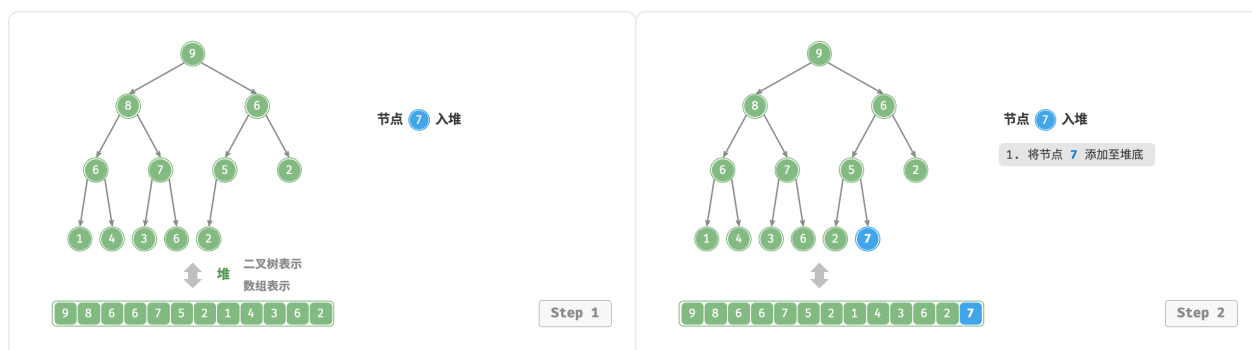 9
8 6
节点 7 入堆
6 7 5 2
1 4 3 6 2
堆
二叉树表示
数组表示
9 8 6 6 7 5 2 1 4 3 6 2
Step 1
9
8 6
节点 7 入堆
1. 将节点 7 添加至堆底
6 7 5 2
1 4 3 6 2 7
9 8 6 6 7 5 2 1 4 3 6 2 7
Step 2